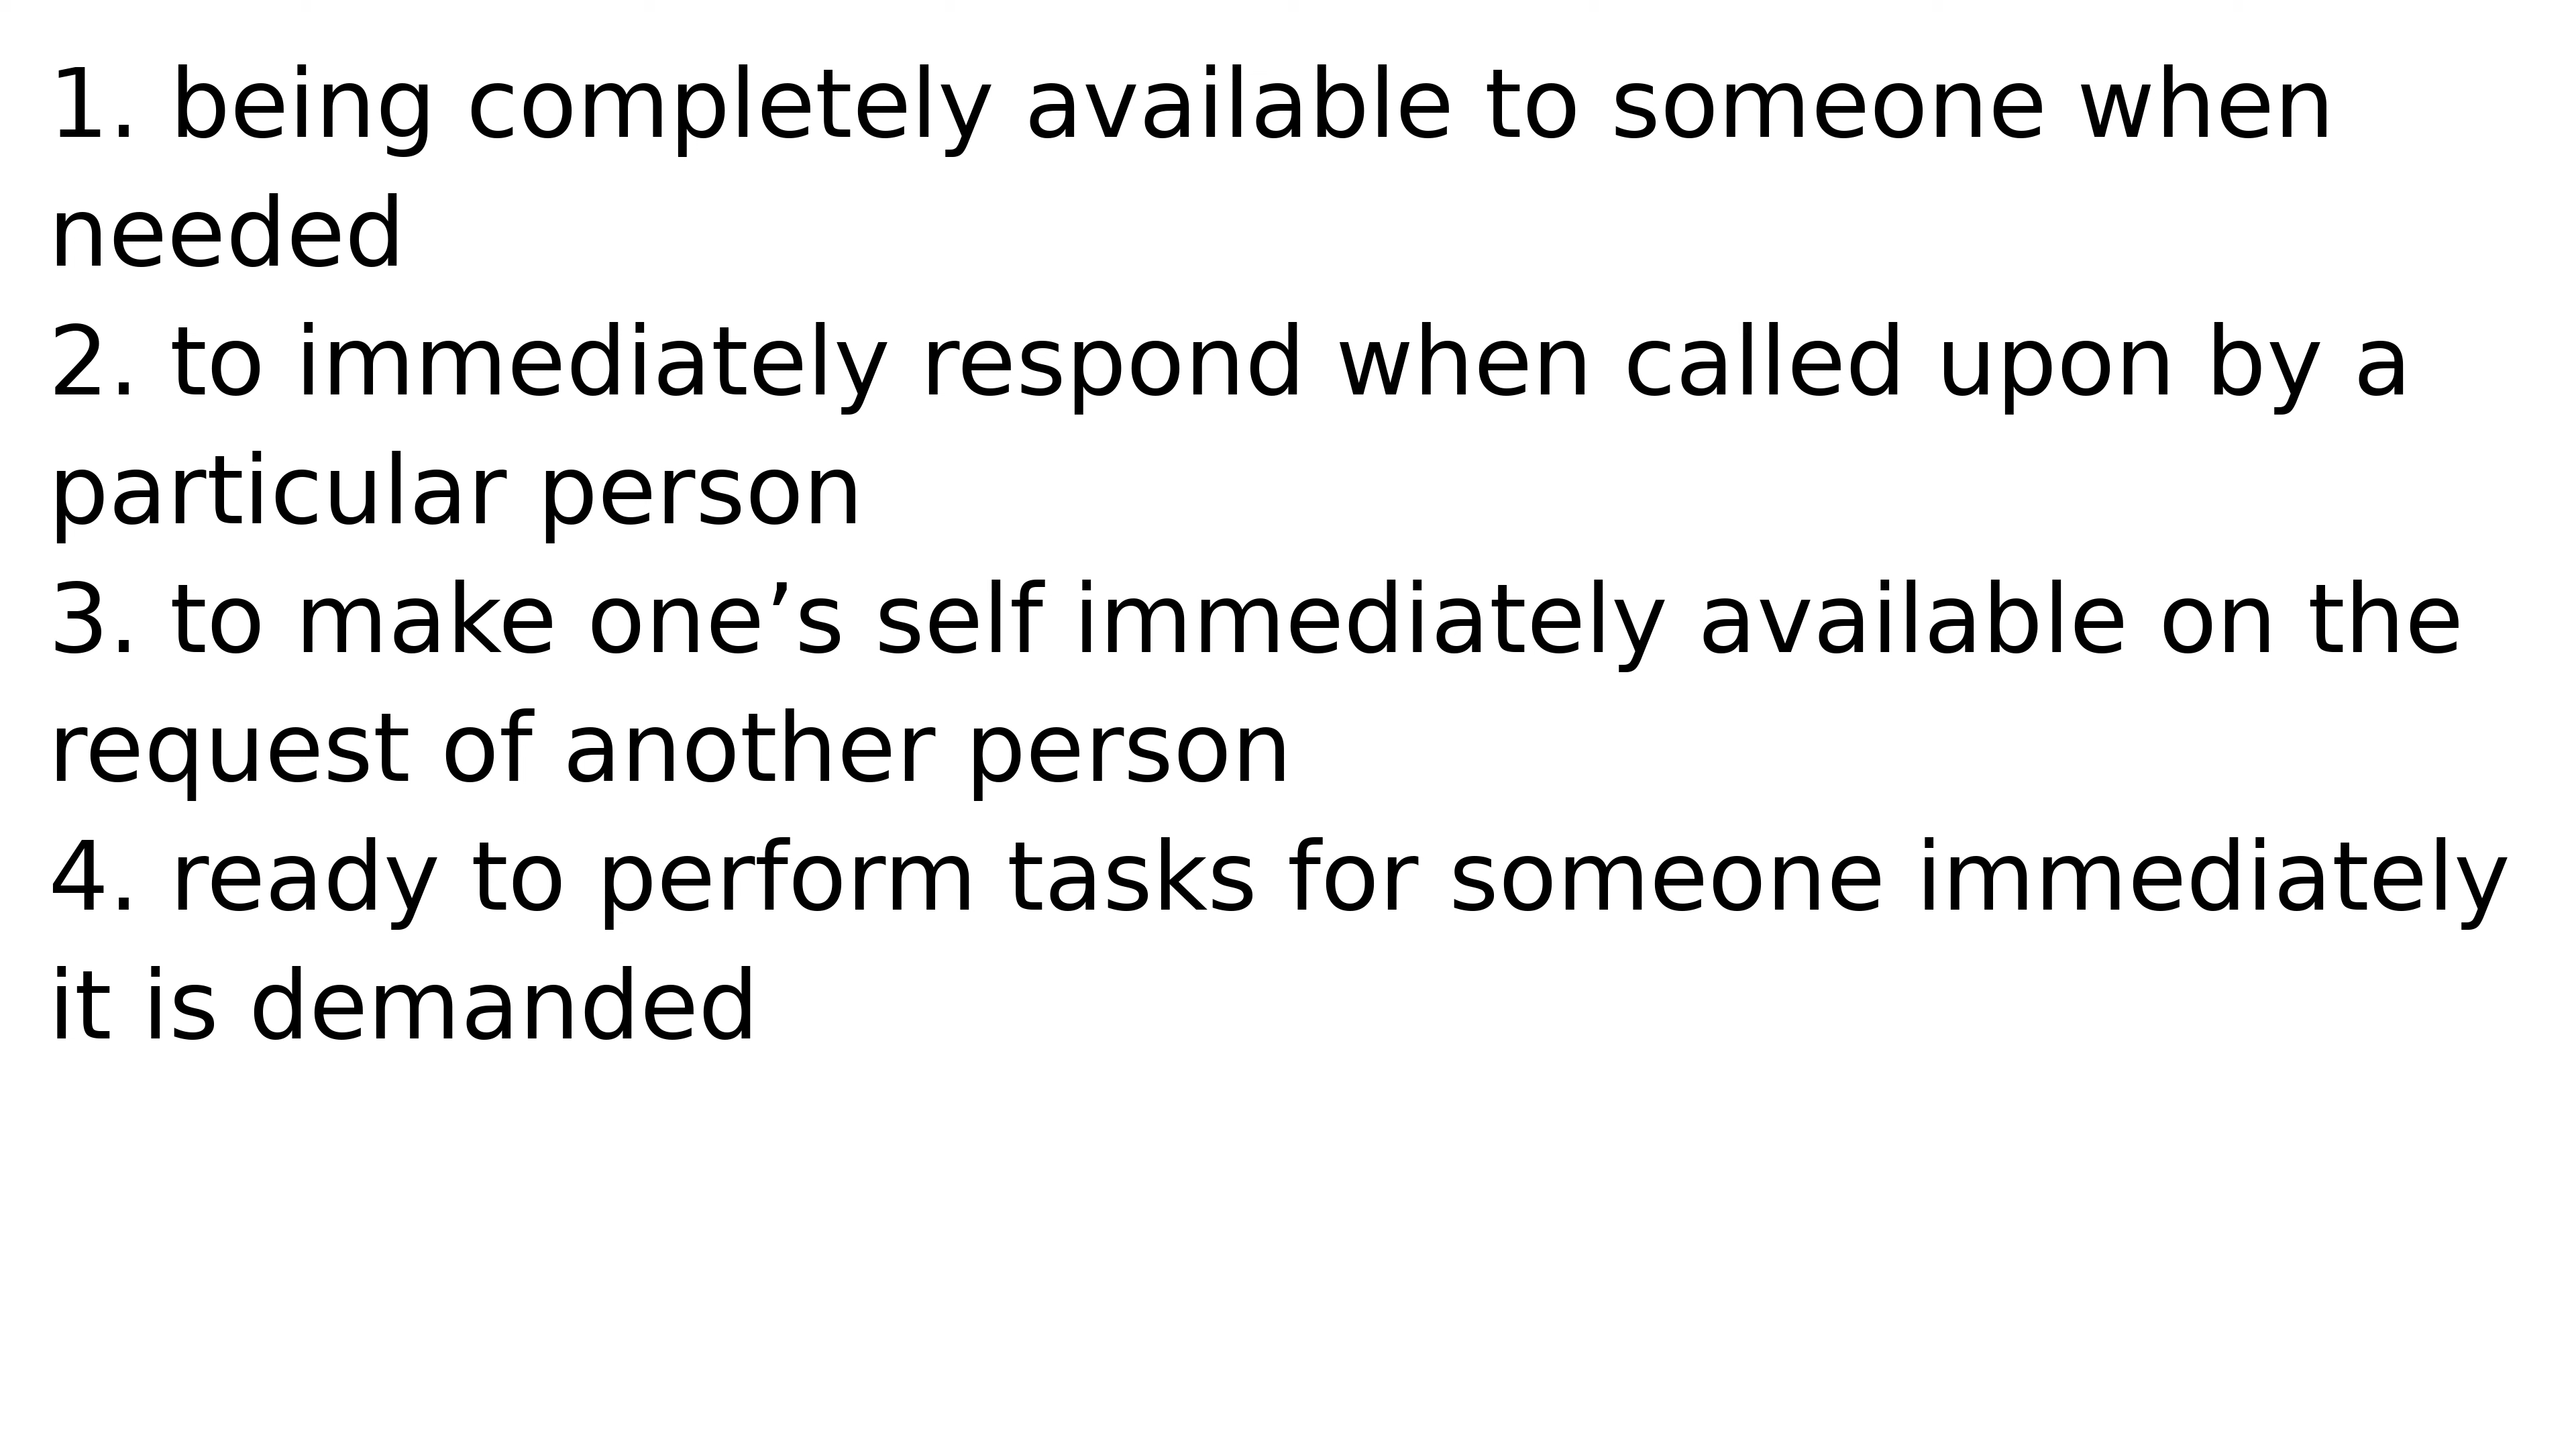 1. being completely available to someone when
needed
2. to immediately respond when called upon by a
particular person
3. to make one’s self immediately available on the
request of another person
4. ready to perform tasks for someone immediately
it is demanded